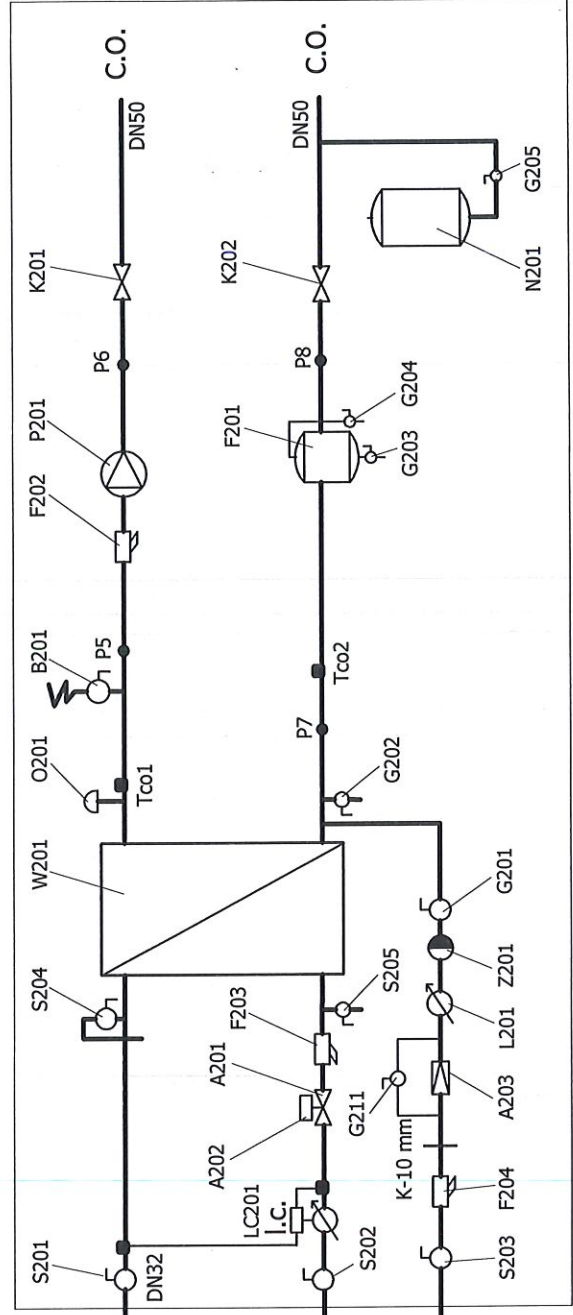 S201
S204
W201
O201
B201
F202
P201
K201
C.O.
DN32
Tco1
P5
P6
DN50
LC201
I.C.
A202
A201
F203
F201
P8
K202
C.O.
S202
S205
G202
P7
Tco2
G203
G204
DN50
K-10 mm
G211
S203
F204
A203
L201
Z201
G201
N201
G205